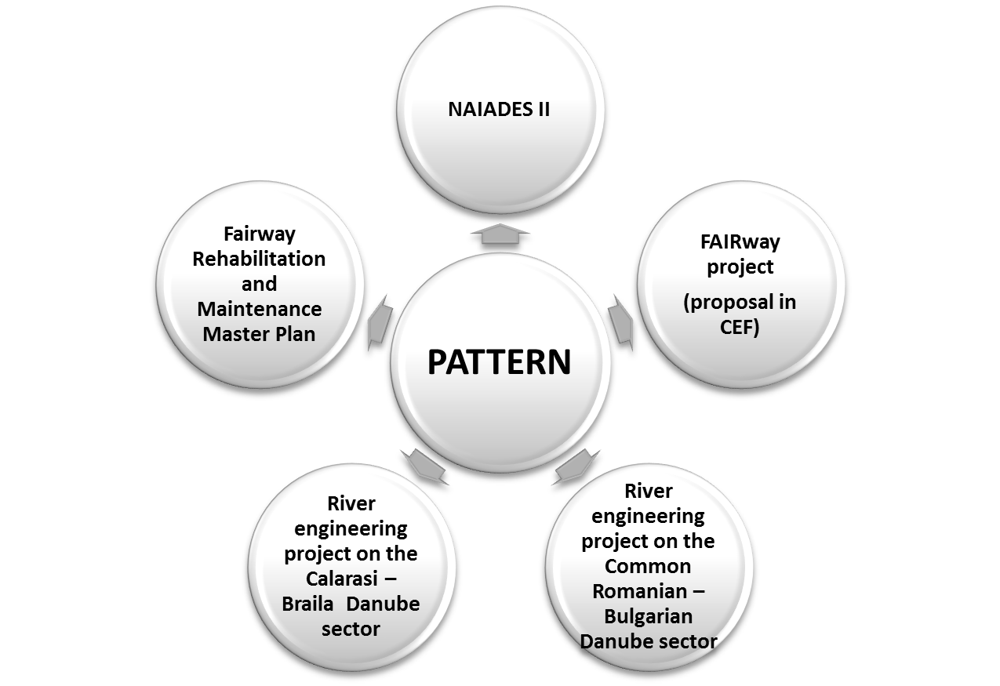 NAIADES II
Fairway
Rehabilitation
and
Maintenance
Master Plan
FAIRway
project
(proposal in
CEF)
PATTERN
River
engineering
project on the
Calarasi –
Braila  Danube
sector
River
engineering
project on the
Common
Romanian –
Bulgarian
Danube sector